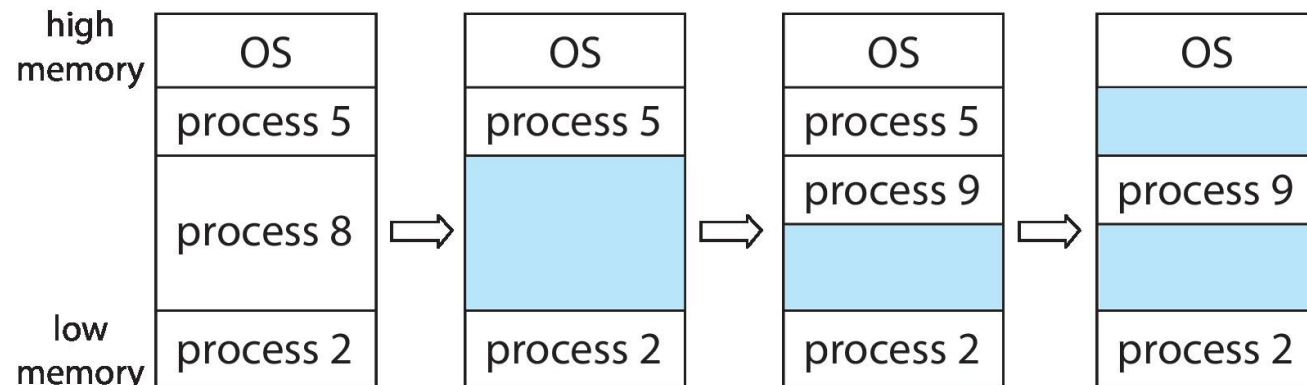 high
memory
OS
process 5
process 8
low
memory
process 2
OS
process 5
process 2
OS
process 5
process 9
process 2
OS
process 9
process 2